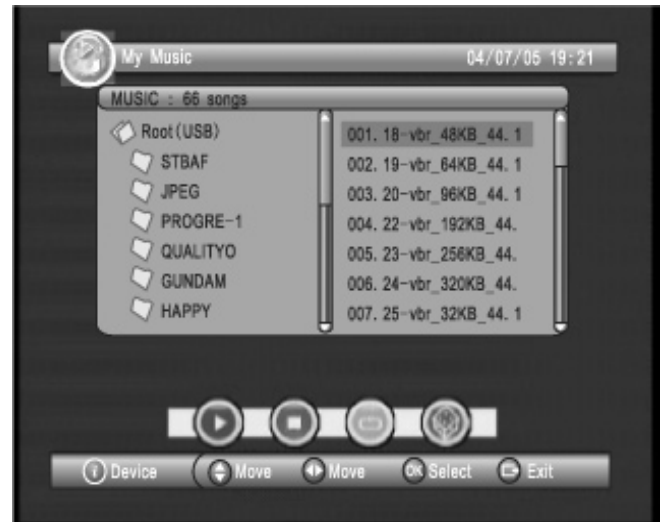 My Music 04/07/05 19:21
MUSIC : 66 songs
Root(USB)
STBAF
JPEG
PROGRE-1
QUALITYO
GUNDAM
HAPPY
001. 18-vbr_48KB_44. 1
002. 19-vbr_64KB_44. 1
003. 20-vbr_96KB_44. 1
004. 22-vbr_192KB_44.
005. 23-vbr_256KB_44.
006. 24-vbr_320KB_44.
007. 25-vbr_32KB_44. 1
i Device Move Move OK Select Exit